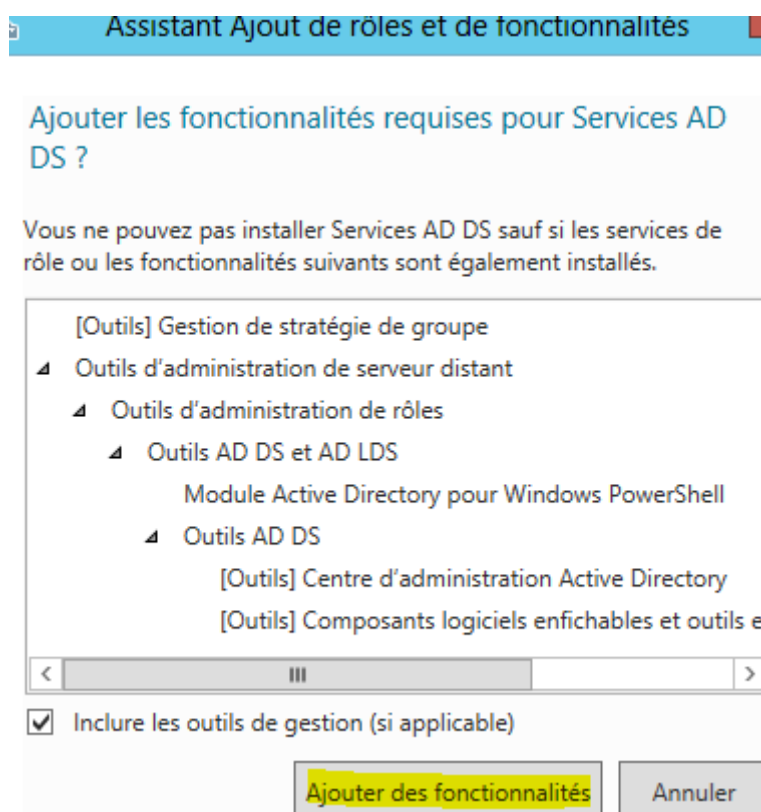 Assistant Ajout de rôles et de fonctionnalités
Ajouter les fonctionnalités requises pour Services AD
DS ?
Vous ne pouvez pas installer Services AD DS sauf si les services de
rôle ou les fonctionnalités suivants sont également installés.
[Outils] Gestion de stratégie de groupe
Outils d'administration de serveur distant
Outils d'administration de rôles
Outils AD DS et AD LDS
Module Active Directory pour Windows PowerShell
Outils AD DS
[Outils] Centre d'administration Active Directory
[Outils] Composants logiciels enfichables et outils e
Inclure les outils de gestion (si applicable)
Ajouter des fonctionnalités Annuler